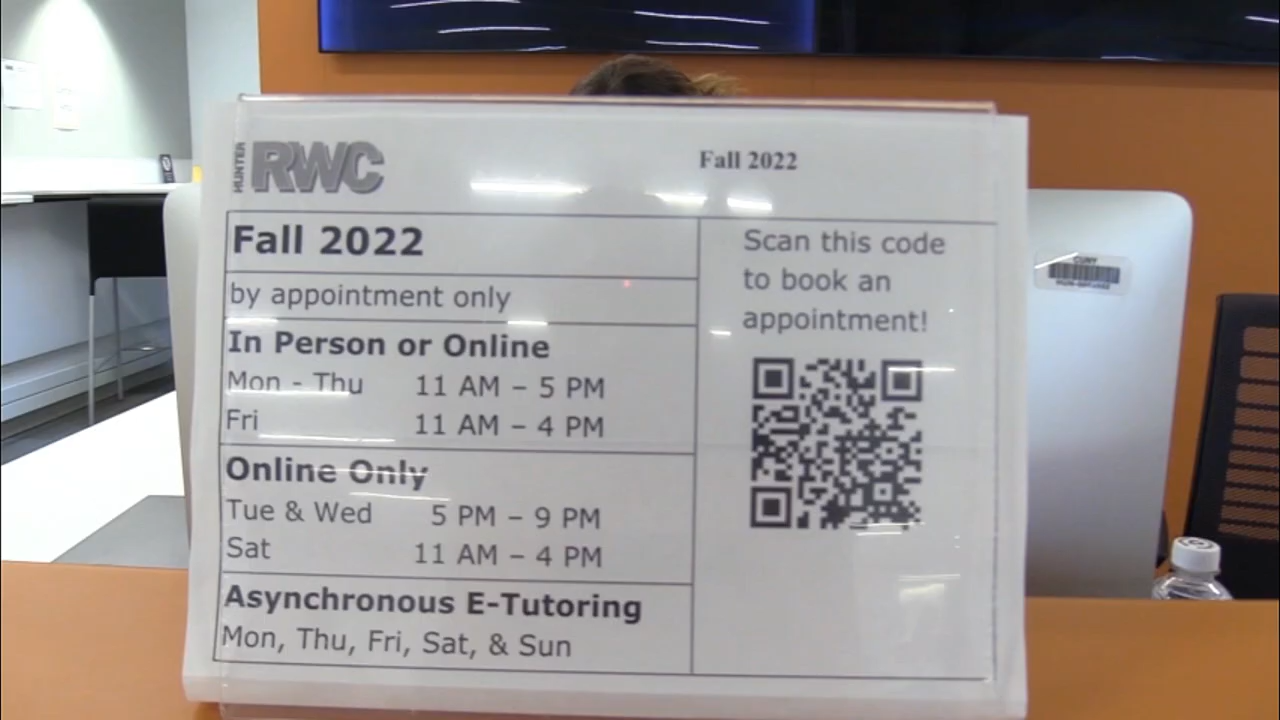 HUNTER RWC
Fall 2022
Fall 2022
by appointment only
In Person or Online
Mon - Thu 11 AM – 5 PM
Fri 11 AM – 4 PM
Online Only
Tue & Wed 5 PM – 9 PM
Sat 11 AM – 4 PM
Asynchronous E-Tutoring
Mon, Thu, Fri, Sat, & Sun
Scan this code
to book an
appointment!
CUNY